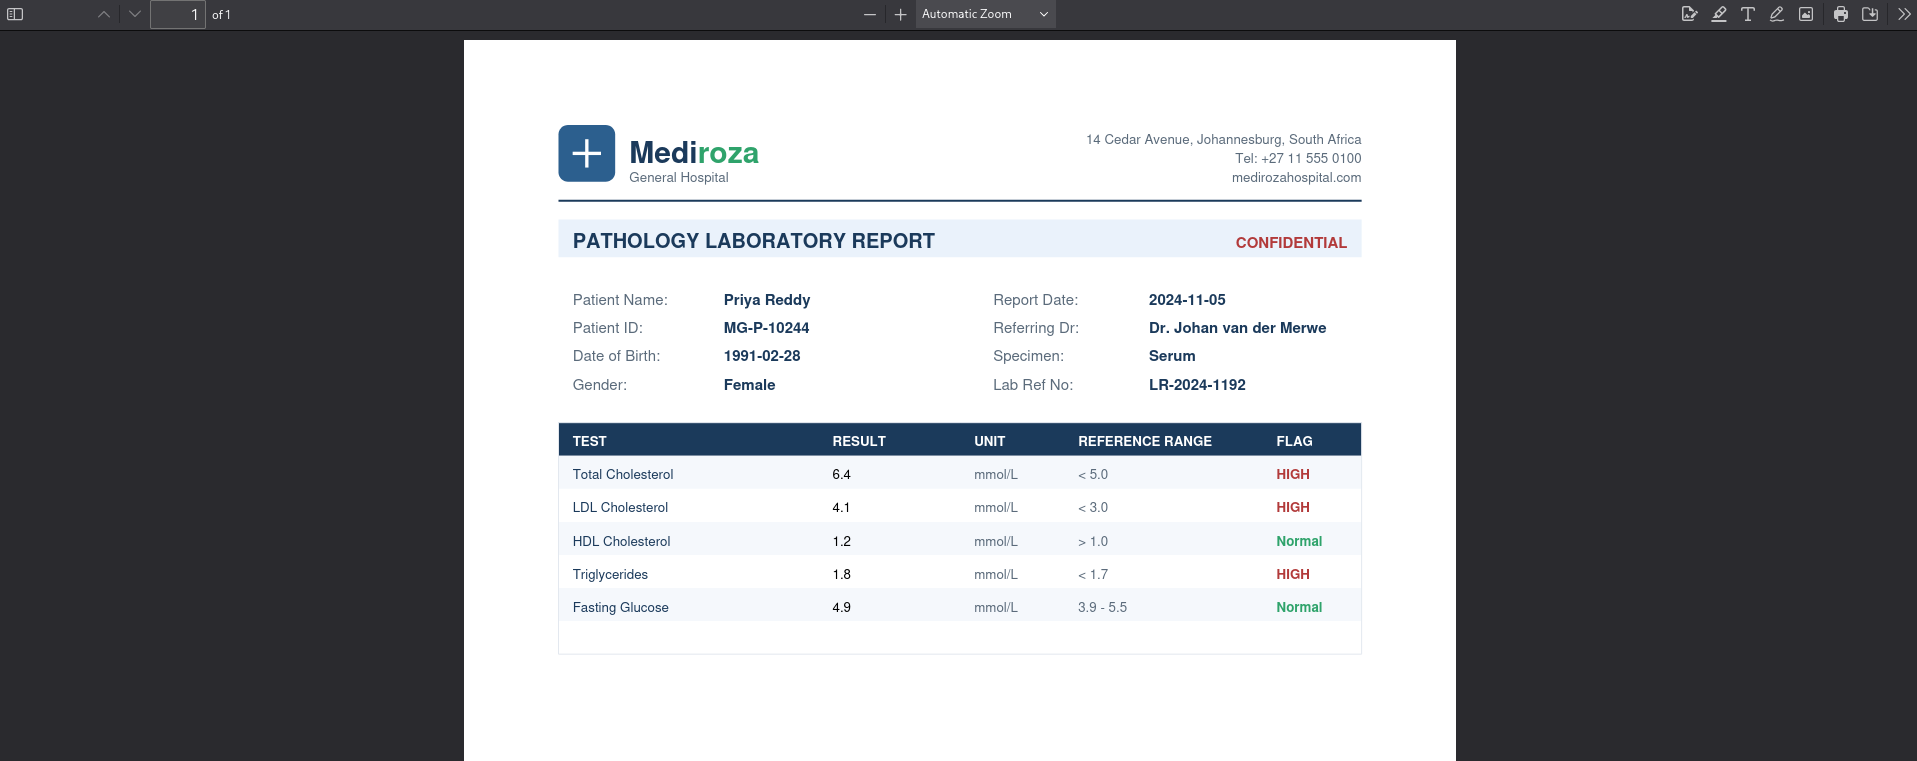 1 of 1 Automatic Zoom
Mediroza
General Hospital
14 Cedar Avenue, Johannesburg, South Africa
Tel: +27 11 555 0100
medirozahospital.com
PATHOLOGY LABORATORY REPORT CONFIDENTIAL
Patient Name: Priya Reddy Report Date: 2024-11-05
Patient ID: MG-P-10244 Referring Dr: Dr. Johan van der Merwe
Date of Birth: 1991-02-28 Specimen: Serum
Gender: Female Lab Ref No: LR-2024-1192
TEST RESULT UNIT REFERENCE RANGE FLAG
Total Cholesterol 6.4 mmol/L < 5.0 HIGH
LDL Cholesterol 4.1 mmol/L < 3.0 HIGH
HDL Cholesterol 1.2 mmol/L > 1.0 Normal
Triglycerides 1.8 mmol/L < 1.7 HIGH
Fasting Glucose 4.9 mmol/L 3.9 - 5.5 Normal